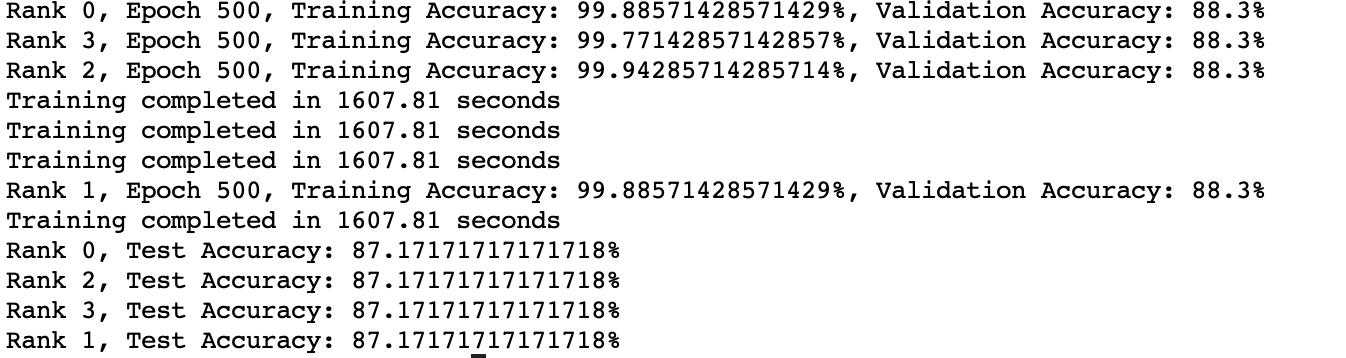 Rank 0, Epoch 500, Training Accuracy: 99.88571428571429%, Validation Accuracy: 88.3%
Rank 3, Epoch 500, Training Accuracy: 99.77142857142857%, Validation Accuracy: 88.3%
Rank 2, Epoch 500, Training Accuracy: 99.94285714285714%, Validation Accuracy: 88.3%
Training completed in 1607.81 seconds
Training completed in 1607.81 seconds
Training completed in 1607.81 seconds
Rank 1, Epoch 500, Training Accuracy: 99.88571428571429%, Validation Accuracy: 88.3%
Training completed in 1607.81 seconds
Rank 0, Test Accuracy: 87.17171717171718%
Rank 2, Test Accuracy: 87.17171717171718%
Rank 3, Test Accuracy: 87.17171717171718%
Rank 1, Test Accuracy: 87.17171717171718%